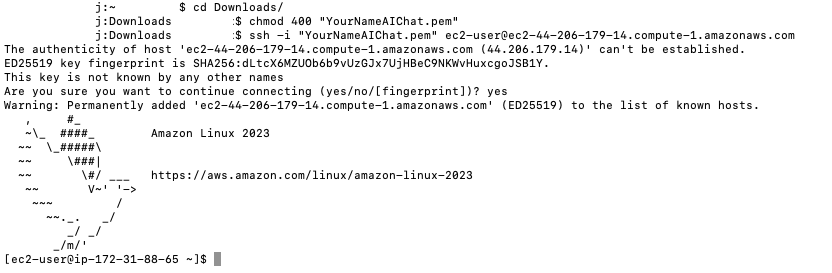 j:~ $ cd Downloads/
j:Downloads :$ chmod 400 "YourNameAIChat.pem"
j:Downloads :$ ssh -i "YourNameAIChat.pem" ec2-user@ec2-44-206-179-14.compute-1.amazonaws.com
The authenticity of host 'ec2-44-206-179-14.compute-1.amazonaws.com (44.206.179.14)' can't be established.
ED25519 key fingerprint is SHA256:dLtcX6MZUOb6b9vUzGJx7UjHBeC9NKWvHuxcgoJSB1Y.
This key is not known by any other names
Are you sure you want to continue connecting (yes/no/[fingerprint])? yes
Warning: Permanently added 'ec2-44-206-179-14.compute-1.amazonaws.com' (ED25519) to the list of known hosts.
   ,     #_
   ~\_  ####_        Amazon Linux 2023
  ~~  \_#####\
  ~~     \###|
  ~~       \#/ ___   https://aws.amazon.com/linux/amazon-linux-2023
   ~~       V~' '->
    ~~~         /
      ~~._.   _/
         _/ _/
       _/m/'
[ec2-user@ip-172-31-88-65 ~]$